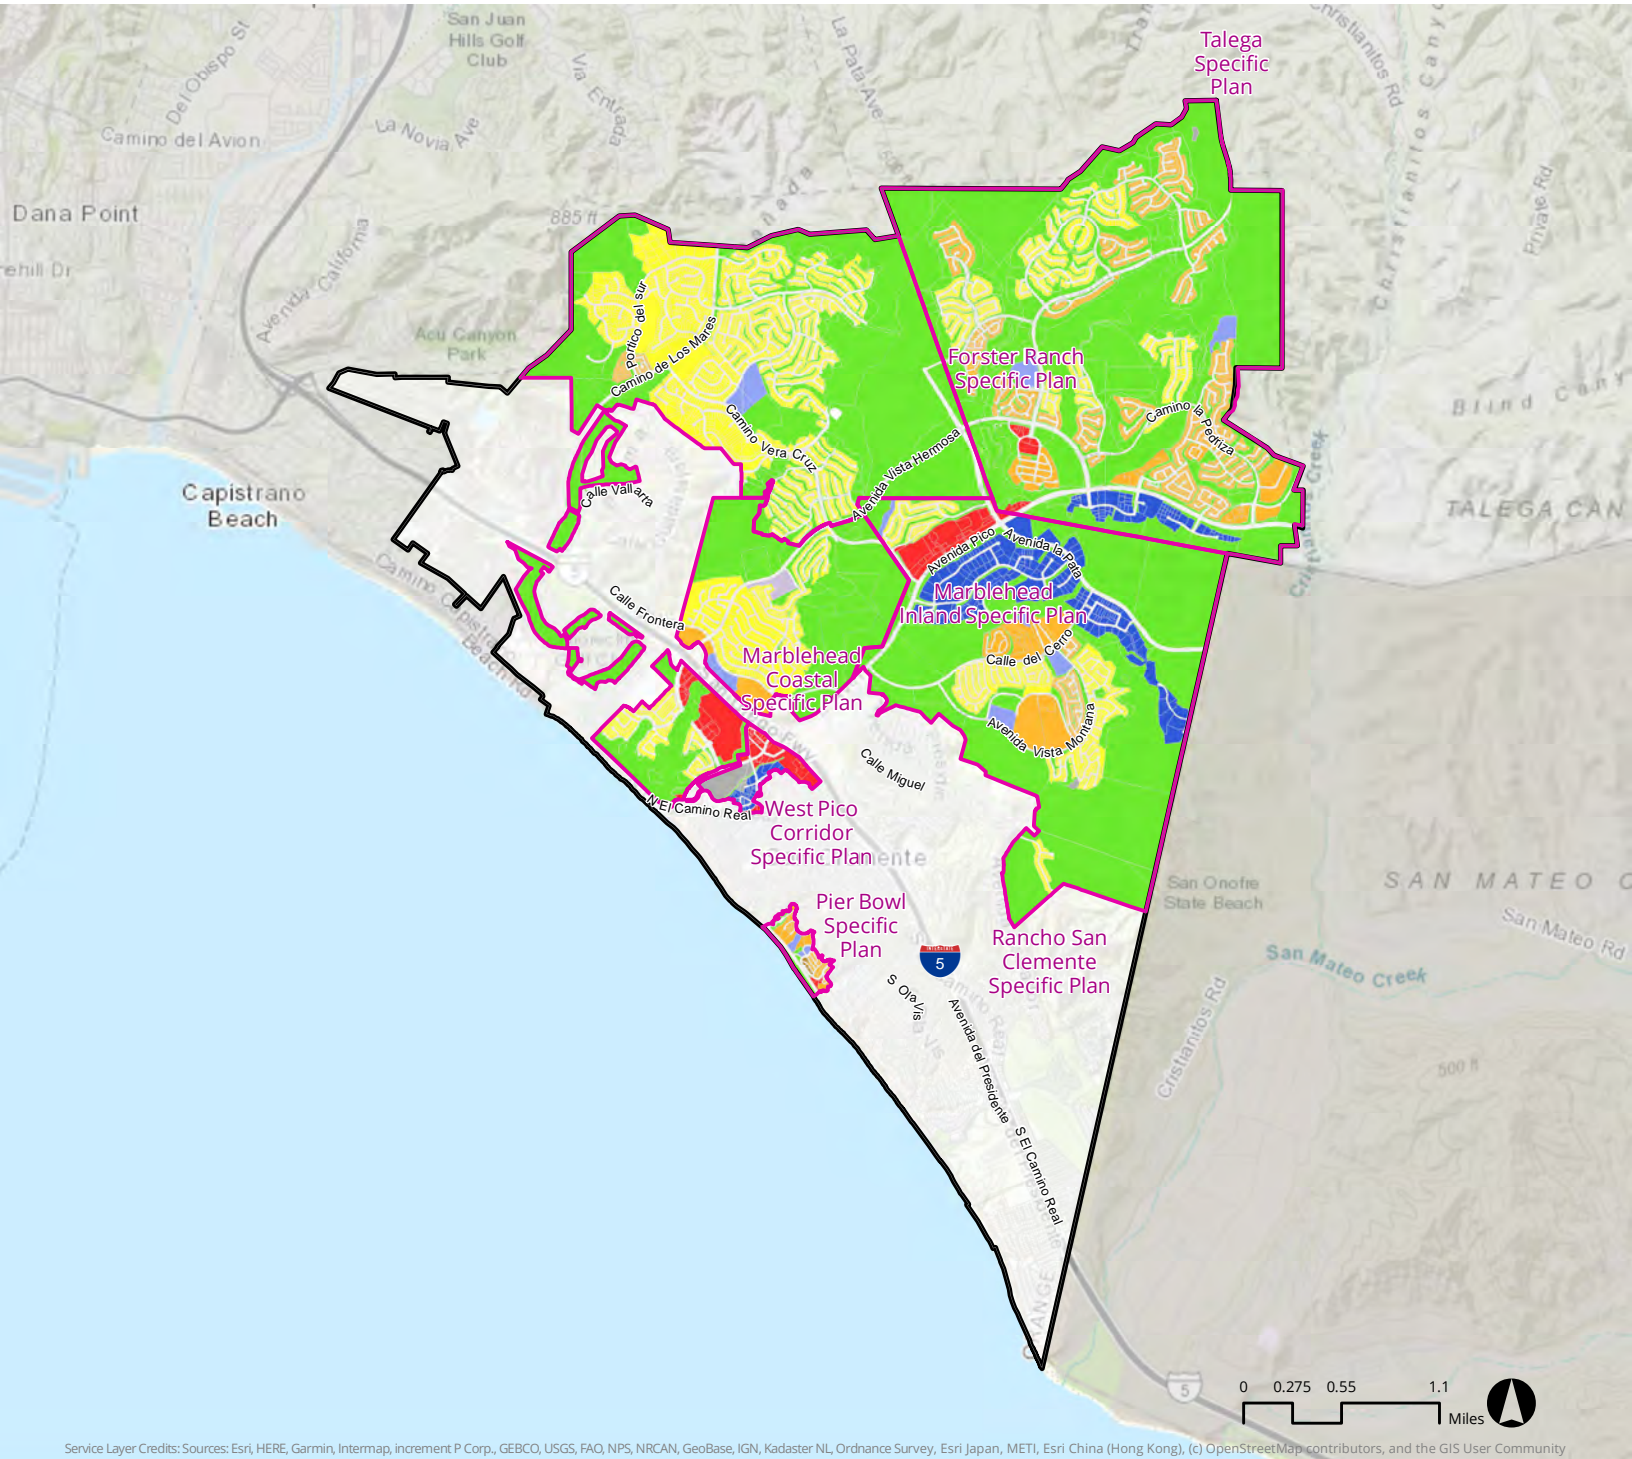 San Juan
Hills Golf
Club
Del Obispo St
Camino del Avion
La Novia Ave
Via Entrada
La Pata Ave
Christianitos Rd
Talega
Specific
Plan
Private Rd
Dana Point
885 ft
Avenida California
Acu Canyon
Park
Portico del sur
Camino de Los Mares
Forster Ranch
Specific Plan
Camino la Pedriza
Camino Vera Cruz
Avenida Vista Hermosa
Calle Vallarta
Capistrano
Beach
TALEGA CAN
Avenida Pico
Avenida la Pata
Marblehead
Inland Specific Plan
Calle Frontera
Calle del Cerro
Marblehead
Coastal
Specific Plan
Avenida Vista Montana
Calle Miguel
N El Camino Real
West Pico
Corridor
Specific Plan
Pier Bowl
Specific
Plan
San Onofre
State Beach
SAN MATEO C
San Mateo Rd
San Mateo Creek
Rancho San
Clemente
Specific Plan
5
S Ola Vis
Avenida del Presidente
S El Camino Real
Cristianitos Rd
500 ft
5
0 0.275 0.55 1.1
Miles
Service Layer Credits: Sources: Esri, HERE, Garmin, Intermap, increment P Corp., GEBCO, USGS, FAO, NPS, NRCAN, GeoBase, IGN, Kadaster NL, Ordnance Survey, Esri Japan, METI, Esri China (Hong Kong), (c) OpenStreetMap contributors, and the GIS User Community